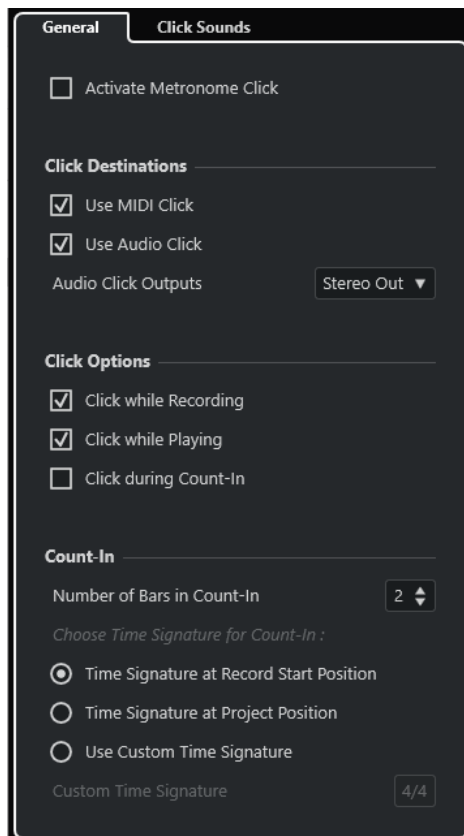 General Click Sounds
Activate Metronome Click
Click Destinations
Use MIDI Click
Use Audio Click
Audio Click Outputs Stereo Out
Click Options
Click while Recording
Click while Playing
Click during Count-In
Count-In
Number of Bars in Count-In 2
Choose Time Signature for Count-In :
Time Signature at Record Start Position
Time Signature at Project Position
Use Custom Time Signature
Custom Time Signature 4/4